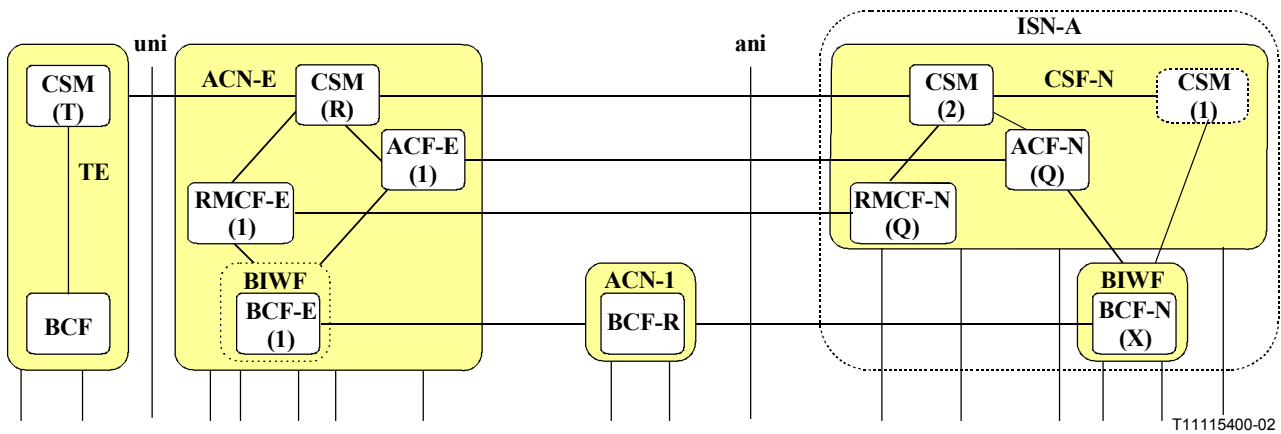 ISN-A
uni
ani
CSM
(T)
ACN-E
CSM
(R)
CSM
(2)
CSF-N
CSM
(1)
TE
ACF-E
(1)
ACF-N
(Q)
RMCF-E
(1)
RMCF-N
(Q)
BIWF
ACN-1
BIWF
BCF
BCF-E
(1)
BCF-R
BCF-N
(X)
T11115400-02